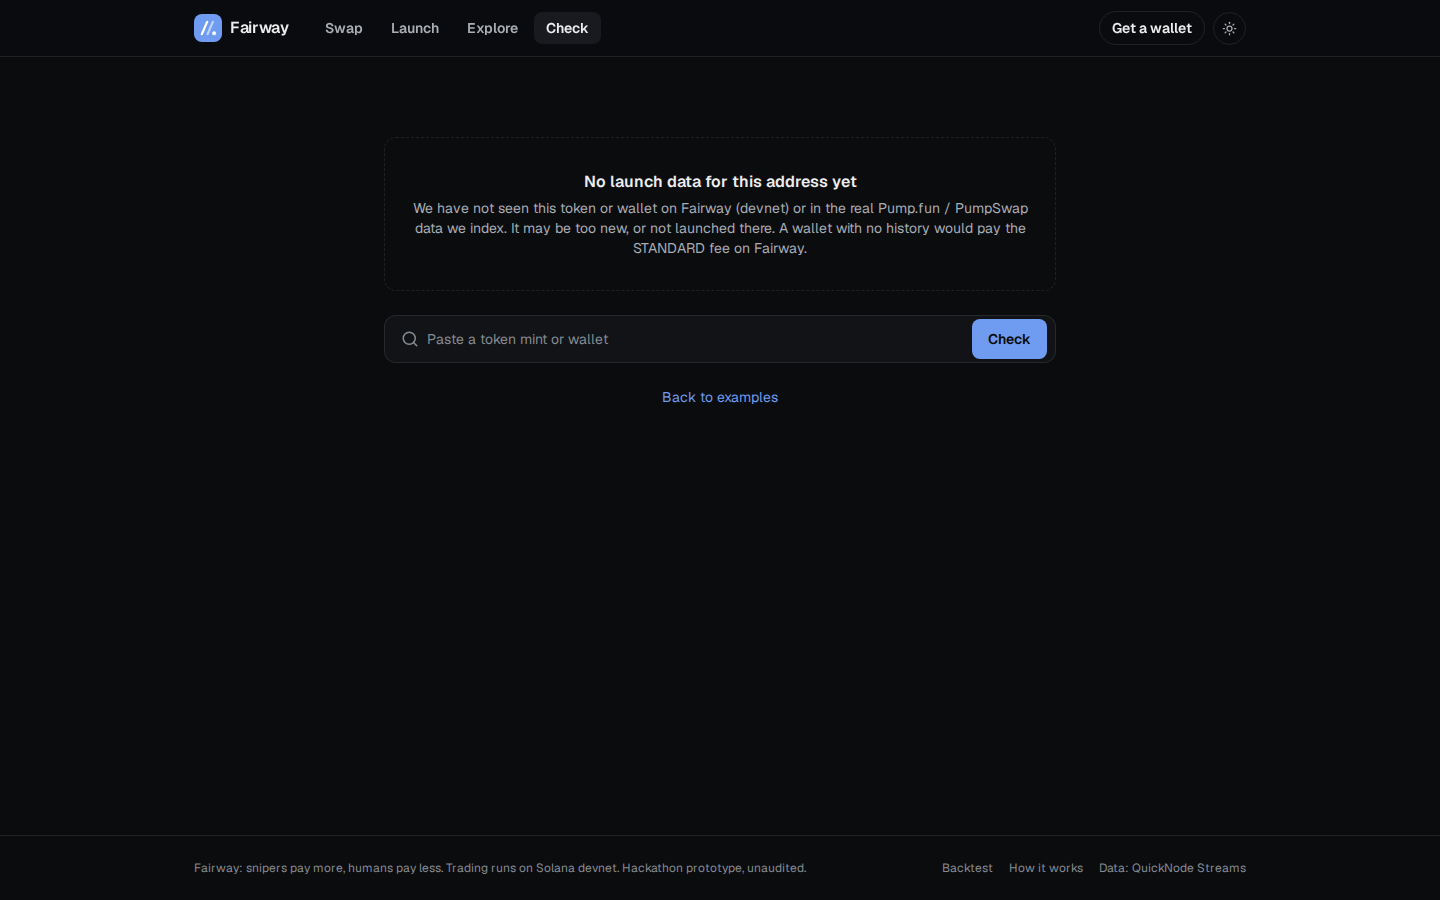 Fairway
Swap
Launch
Explore
Check
Get a wallet
No launch data for this address yet
We have not seen this token or wallet on Fairway (devnet) or in the real Pump.fun / PumpSwap
data we index. It may be too new, or not launched there. A wallet with no history would pay the
STANDARD fee on Fairway.
Paste a token mint or wallet
Check
Back to examples
Fairway: snipers pay more, humans pay less. Trading runs on Solana devnet. Hackathon prototype, unaudited.
Backtest
How it works
Data: QuickNode Streams